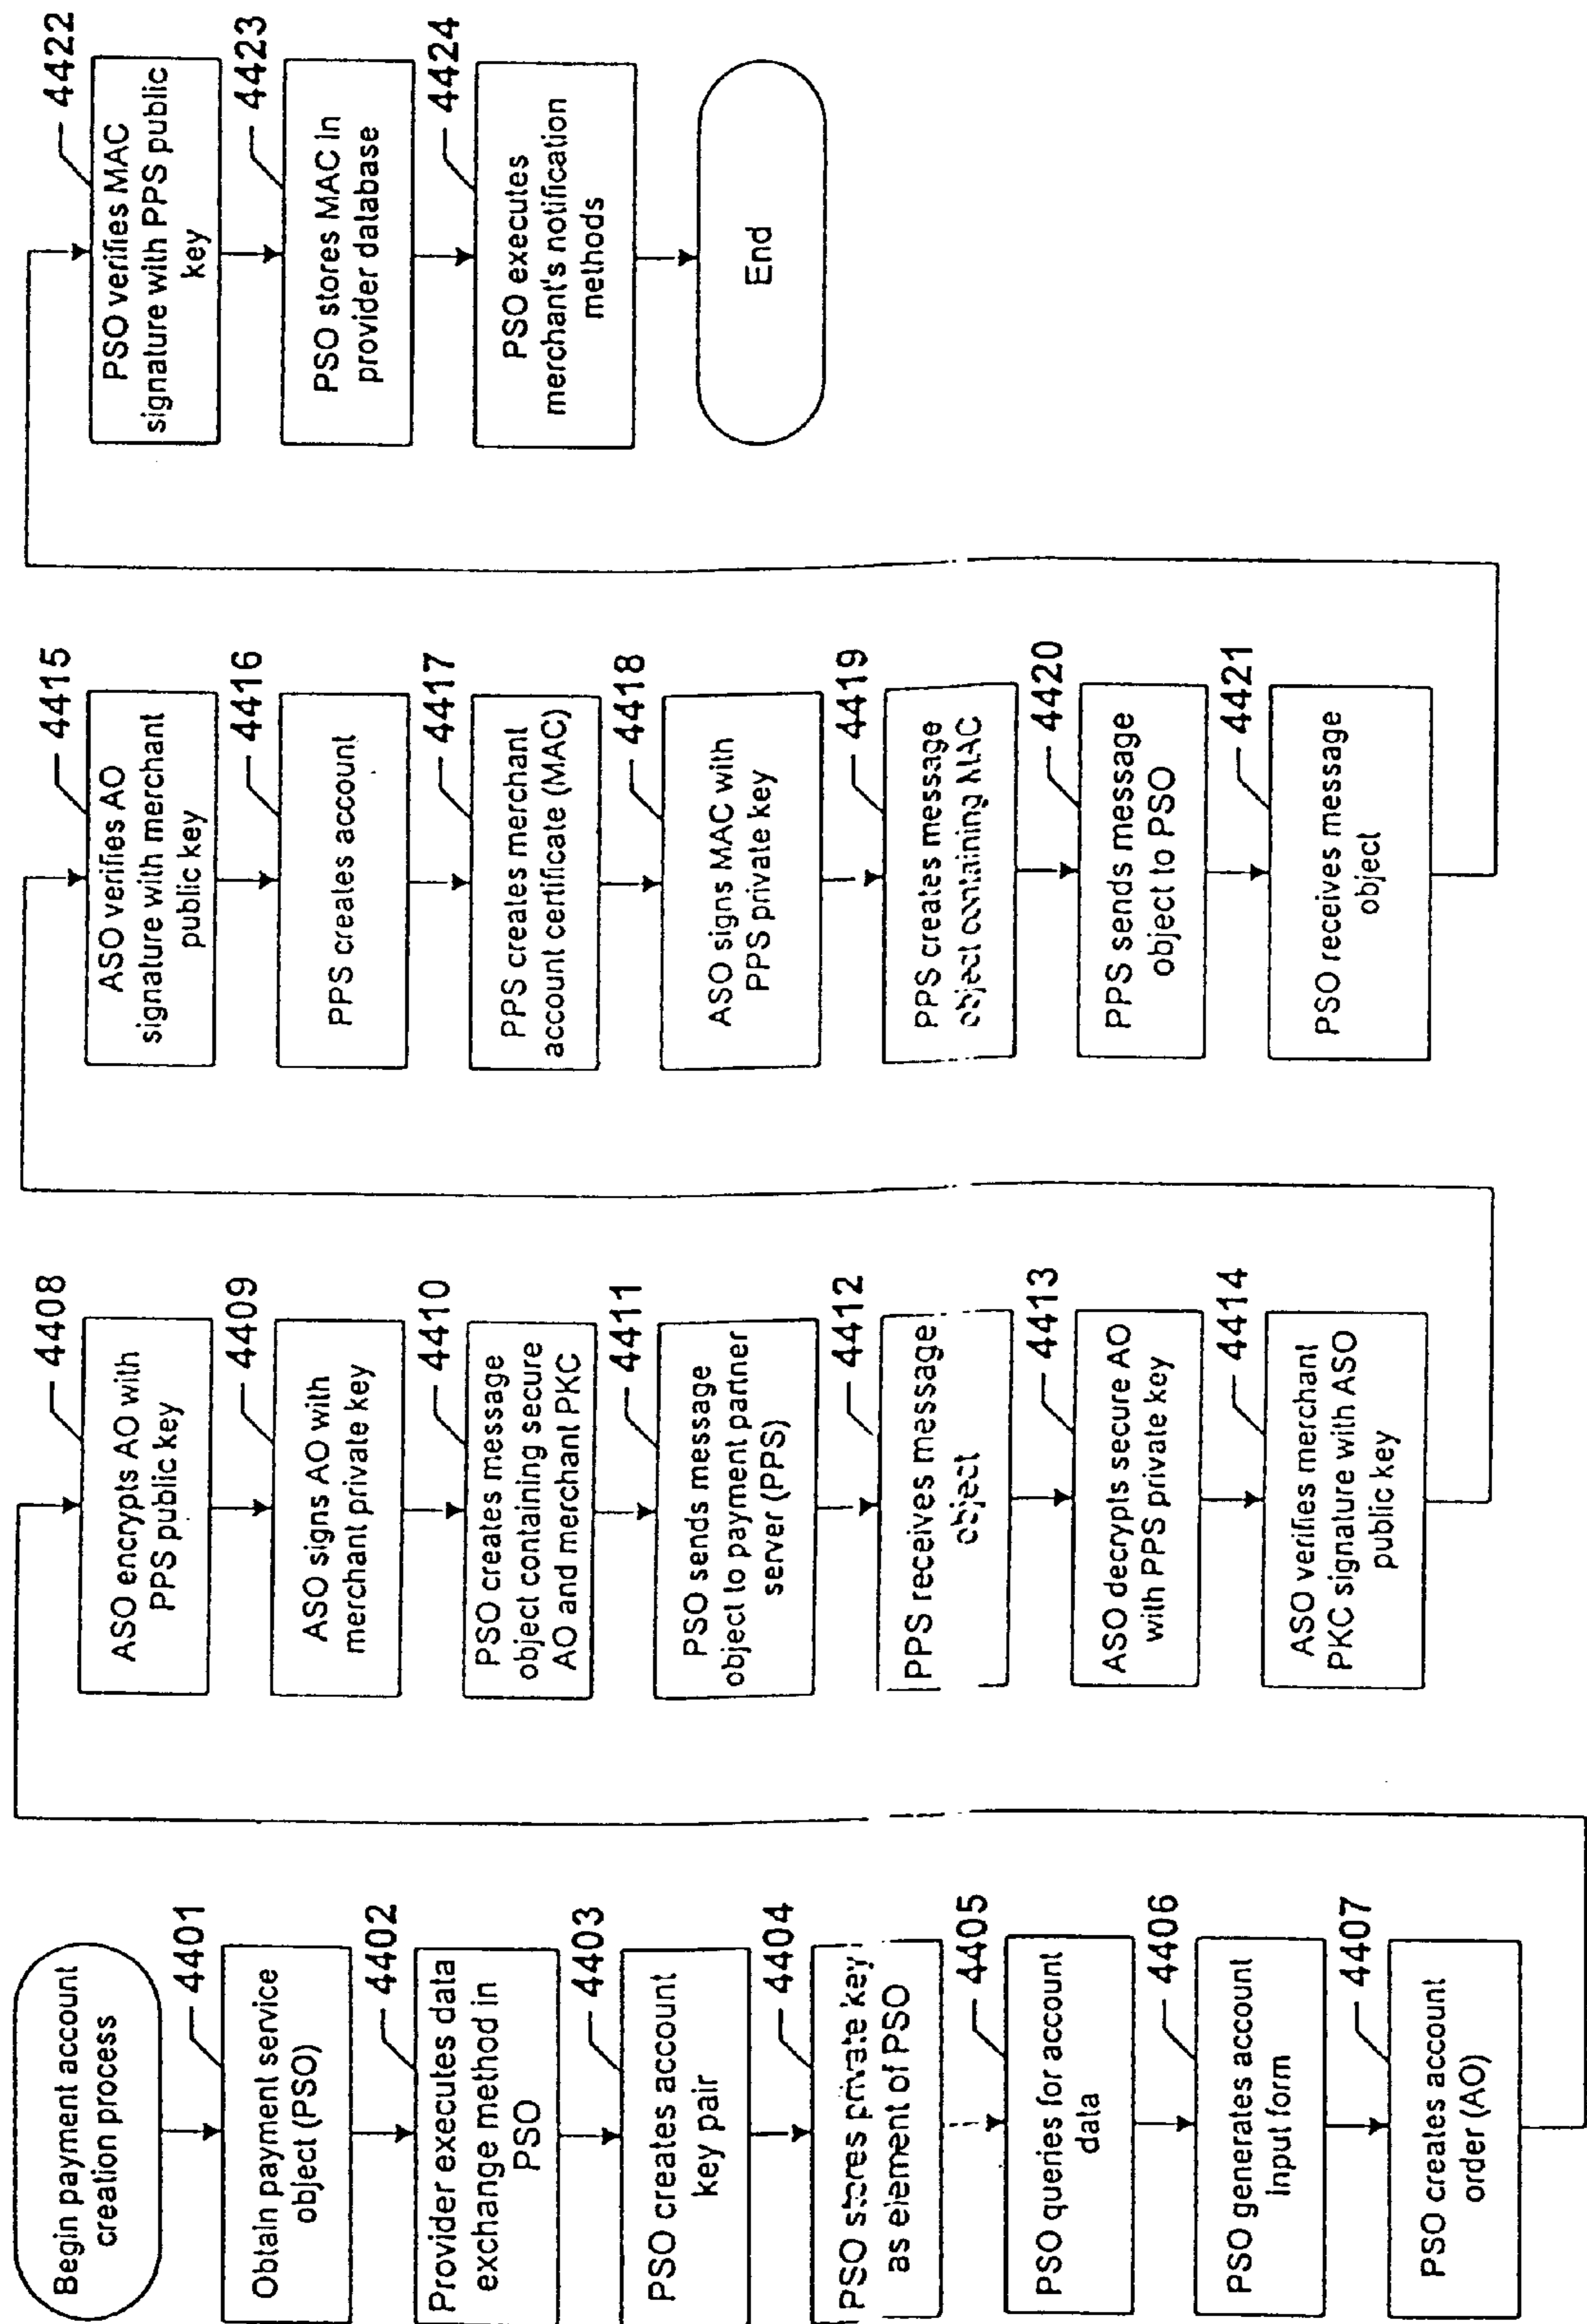 Begin payment account
creation process
4401
Obtain payment service
object (PSO)
4402
Provider executes data
exchange method in
PSO
4403
PSO creates account
key pair
4404
PSO stores private key
as element of PSO
4405
PSO queries for account
data
4406
PSO generates account
input form
4407
PSO creates account
order (AO)
4408
ASO encrypts AO with
PPS public key
4409
ASO signs AO with
merchant private key
4410
PSO creates message
object containing secure
AO and merchant PKC
4411
PSO sends message
object to payment partner
server (PPS)
4412
PPS receives message
object
4413
ASO decrypts secure AO
with PPS private key
4414
ASO verifies merchant
PKC signature with ASO
public key
4415
ASO verifies AO
signature with merchant
public key
4416
PPS creates account
4417
PPS creates merchant
account certificate (MAC)
4418
ASO signs MAC with
PPS private key
4419
PPS creates message
object containing MAC
4420
PPS sends message
object to PSO
4421
PSO receives message
object
4422
PSO verifies MAC
signature with PPS public
key
4423
PSO stores MAC in
provider database
4424
PSO executes
merchant's notification
methods
End